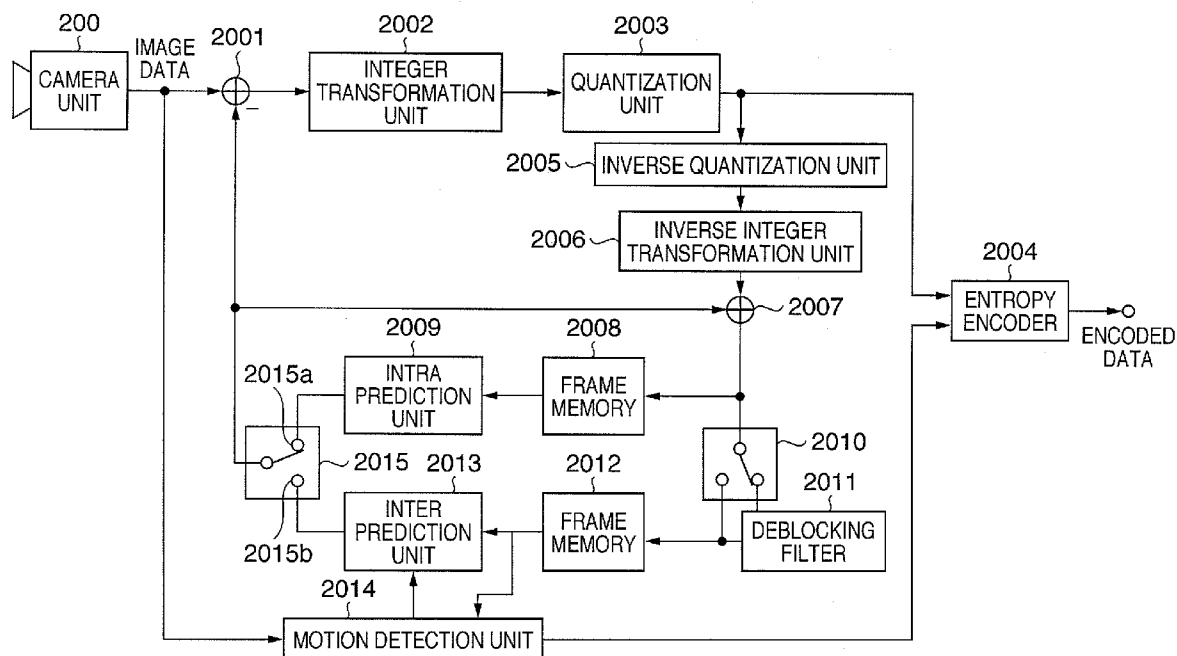 200
CAMERA
UNIT
IMAGE
DATA
2001
−
2002
INTEGER
TRANSFORMATION
UNIT
2003
QUANTIZATION
UNIT
2005
INVERSE QUANTIZATION UNIT
2006
INVERSE INTEGER
TRANSFORMATION UNIT
2007
2004
ENTROPY
ENCODER
ENCODED
DATA
2009
INTRA
PREDICTION
UNIT
2008
FRAME
MEMORY
2015a
2015
2015b
2010
2013
INTER
PREDICTION
UNIT
2012
FRAME
MEMORY
2011
DEBLOCKING
FILTER
2014
MOTION DETECTION UNIT